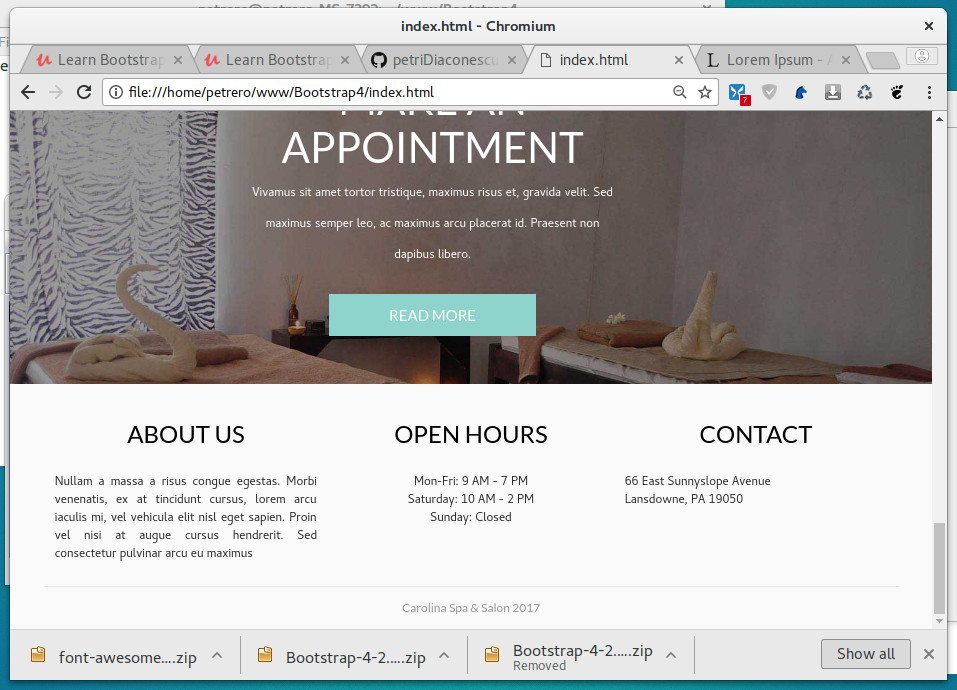 index.html - Chromium
Learn Bootstrap
Learn Bootstrap
petriDiaconescu
index.html
Lorem Ipsum - A
file:///home/petrero/www/Bootstrap4/index.html
APPOINTMENT
Vivamus sit amet tortor tristique, maximus risus et, gravida velit. Sed
maximus semper leo, ac maximus arcu placerat id. Praesent non
dapibus libero.
READ MORE
ABOUT US
Nullam a massa a risus congue egestas. Morbi
venenatis, ex at tincidunt cursus, lorem arcu
iaculis mi, vel vehicula elit nisl eget sapien. Proin
vel nisi at augue cursus hendrerit. Sed
consectetur pulvinar arcu eu maximus
OPEN HOURS
Mon-Fri: 9 AM - 7 PM
Saturday: 10 AM - 2 PM
Sunday: Closed
CONTACT
66 East Sunnyslope Avenue
Lansdowne, PA 19050
Carolina Spa & Salon 2017
font-awesome....zip
Bootstrap-4-2.....zip
Bootstrap-4-2.....zip
Removed
Show all